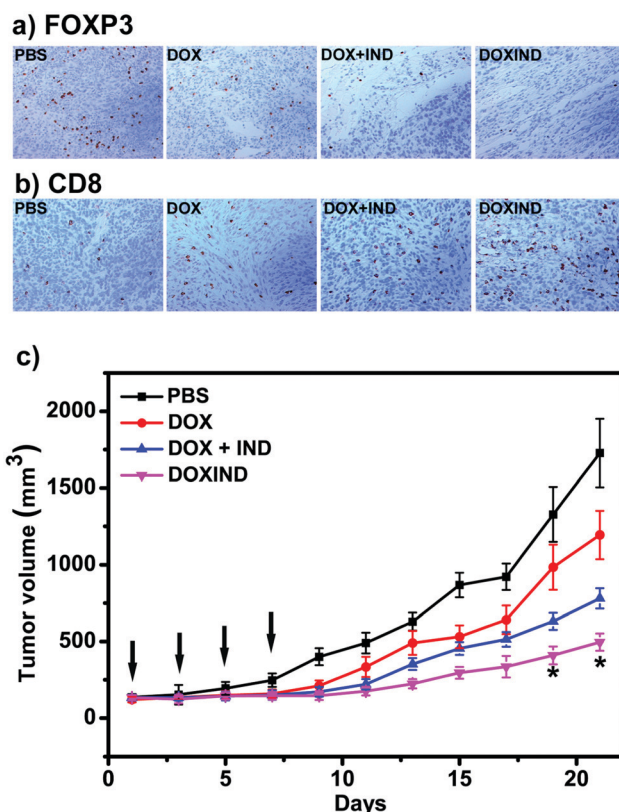 a) FOXP3
PBS DOX DOX+IND DOXIND
b) CD8
PBS DOX DOX+IND DOXIND
c)
PBS
DOX
DOX + IND
DOXIND
Tumor volume (mm³)
2000
1500
1000
500
0
* *
0 5 10 15 20
Days